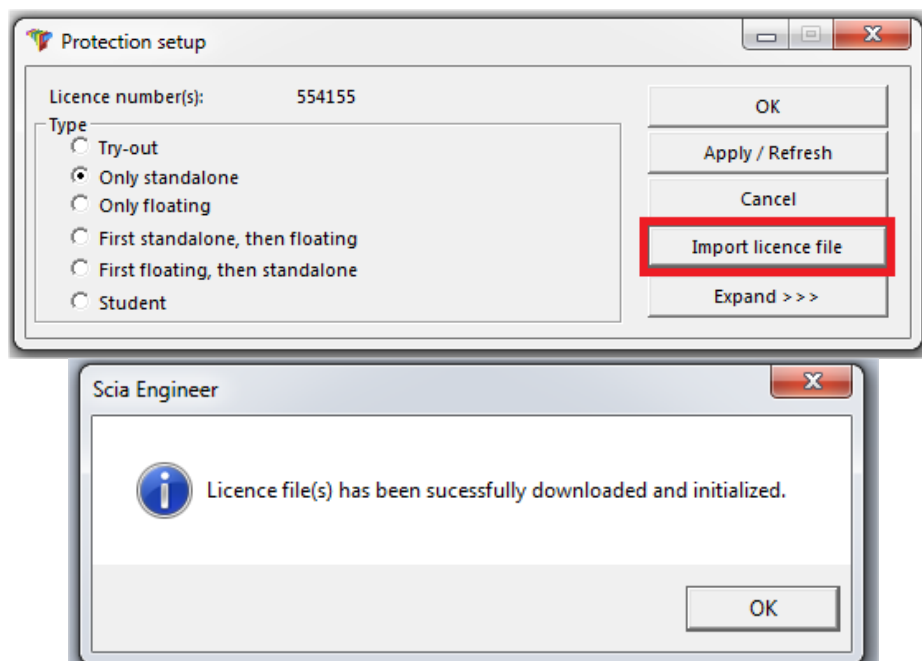 Protection setup
Licence number(s): 554155
OK
Type
Try-out
Apply / Refresh
Only standalone
Only floating
Cancel
First standalone, then floating
Import licence file
First floating, then standalone
Student
Expand >>>
Scia Engineer
Licence file(s) has been sucessfully downloaded and initialized.
OK